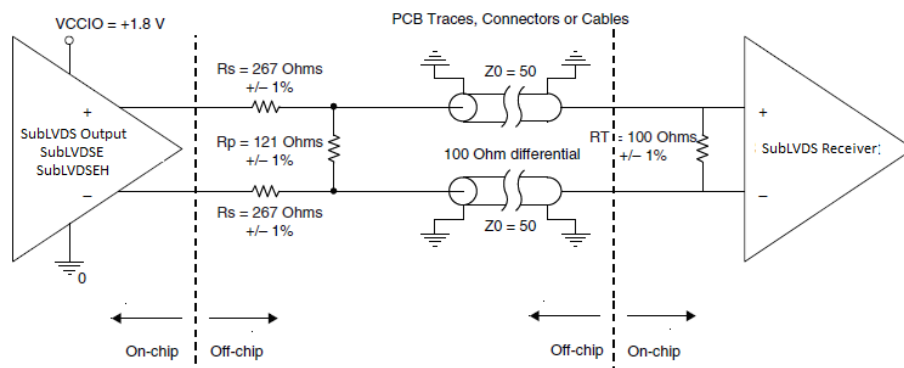 PCB Traces, Connectors or Cables
VCCIO = +1.8 V
Rs = 267 Ohms
+/– 1%
Z0 = 50
+
SubLVDS Output
SubLVDSE
SubLVDSEH
–
Rp = 121 Ohms
+/– 1%
100 Ohm differential
RT = 100 Ohms
+/– 1%
+
SubLVDS Receiver
–
Rs = 267 Ohms
+/– 1%
Z0 = 50
0
On-chip
Off-chip
Off-chip
On-chip